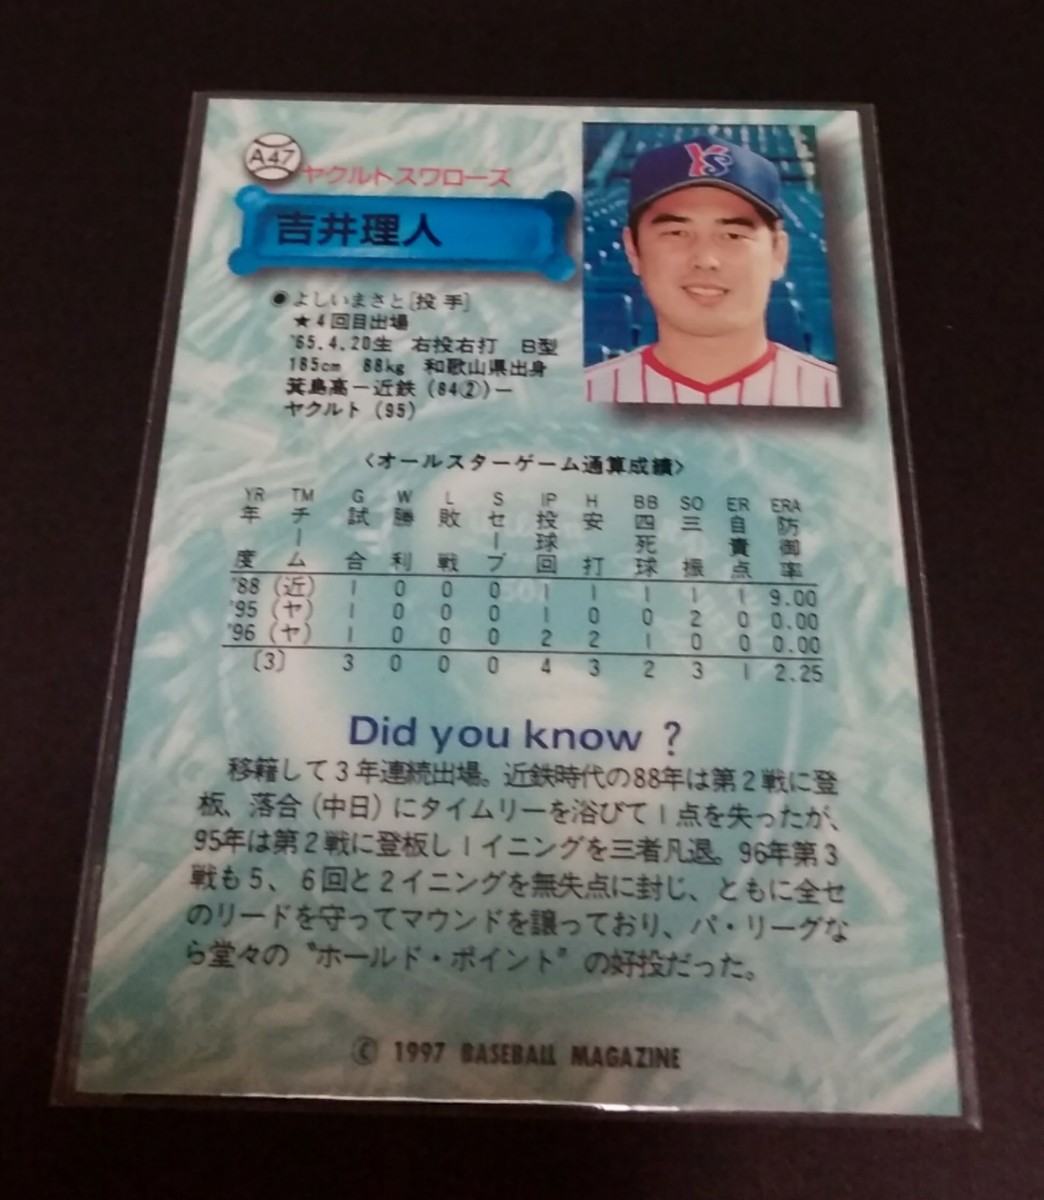 A47
ヤクルトスワローズ
吉井理人
YS
●よしいまさと[投 手]
★4回目出場
'65.4.20生 右投右打 B型
185cm 88kg 和歌山県出身
箕島高ー近鉄(84②)ー
ヤクルト(95)
〈オールスターゲーム通算成績〉
YR TM G W L S IP H BB SO ER ERA
年度 チーム 試合 勝利 敗戦 セーブ 投球回 安打 四死球 三振 自責点 防御率
'88(近) 1 0 0 0 1 1 1 1 1 9.00
'95(ヤ) 1 0 0 0 1 0 0 2 0 0.00
'96(ヤ) 1 0 0 0 2 2 1 0 0 0.00
〔3〕 3 0 0 0 4 3 2 3 1 2.25
Did you know ?
移籍して3年連続出場。近鉄時代の88年は第2戦に登
板、落合(中日)にタイムリーを浴びて1点を失ったが、
95年は第2戦に登板し1イニングを三者凡退。96年第3
戦も5、6回と2イニングを無失点に封じ、ともに全セ
のリードを守ってマウンドを譲っており、パ・リーグな
ら堂々の〝ホールド・ポイント〟の好投だった。
© 1997 BASEBALL MAGAZINE